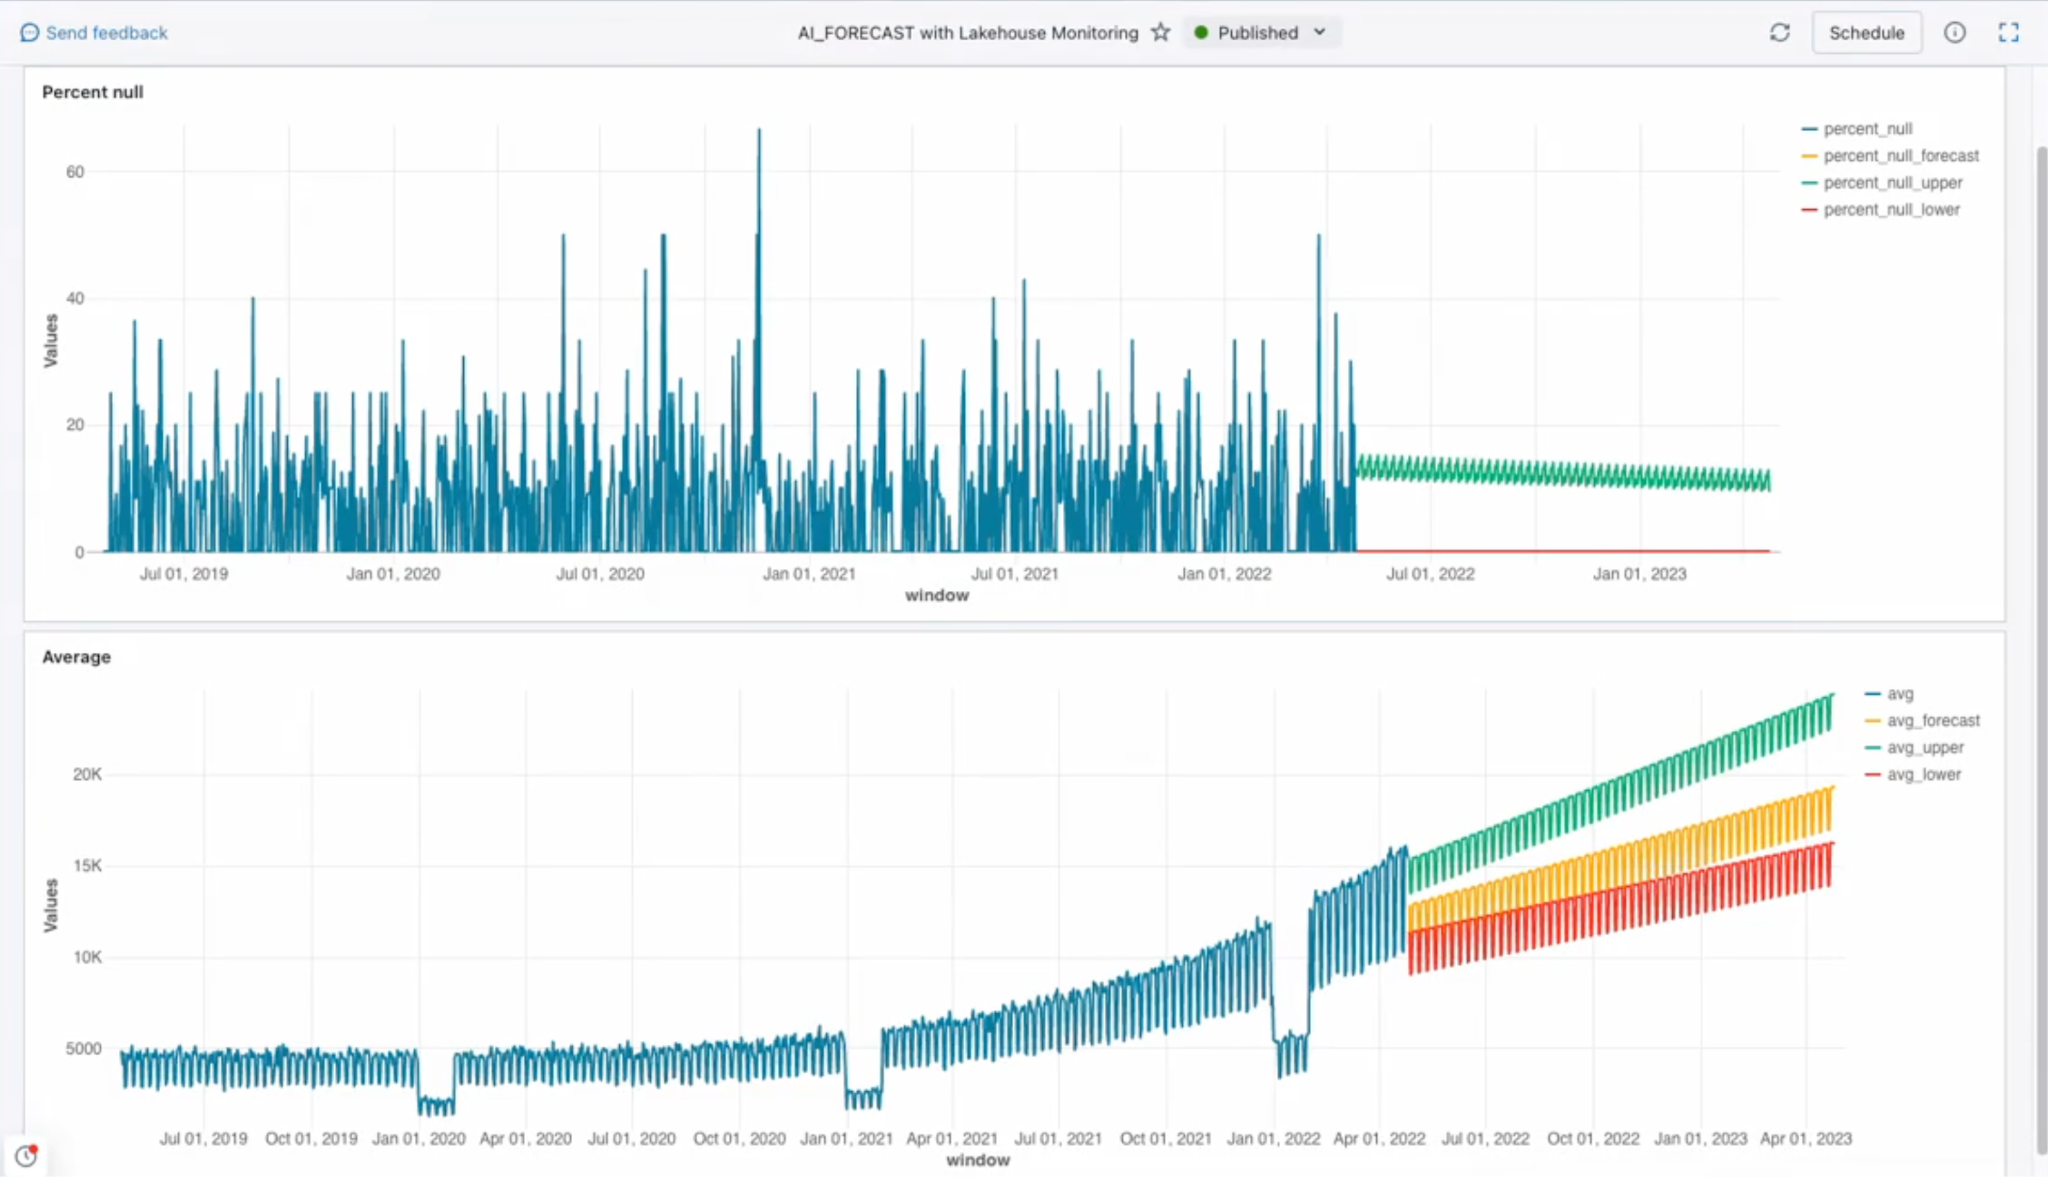 Send feedback
AI_FORECAST with Lakehouse Monitoring
Published
Schedule
Percent null
percent_null
percent_null_forecast
percent_null_upper
percent_null_lower
60
40
20
0
Values
Jul 01, 2019 Jan 01, 2020 Jul 01, 2020 Jan 01, 2021 Jul 01, 2021 Jan 01, 2022 Jul 01, 2022 Jan 01, 2023
window
Average
avg
avg_forecast
avg_upper
avg_lower
20K
15K
10K
5000
Values
Jul 01, 2019 Oct 01, 2019 Jan 01, 2020 Apr 01, 2020 Jul 01, 2020 Oct 01, 2020 Jan 01, 2021 Apr 01, 2021 Jul 01, 2021 Oct 01, 2021 Jan 01, 2022 Apr 01, 2022 Jul 01, 2022 Oct 01, 2022 Jan 01, 2023 Apr 01, 2023
window